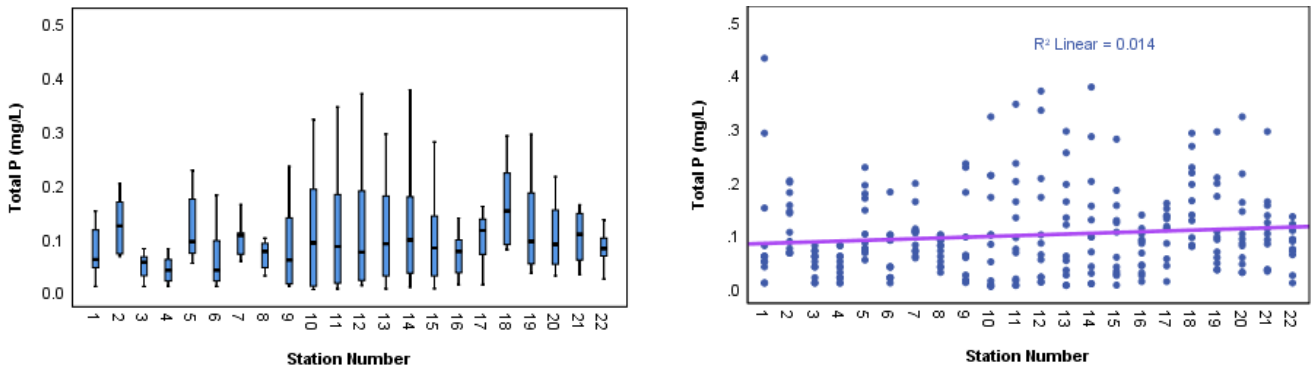 0.5
0.4
0.3
0.2
0.1
0.0
Total P (mg/L)
1 2 3 4 5 6 7 8 9 10 11 12 13 14 15 16 17 18 19 20 21 22
Station Number
.5
.4
.3
.2
.1
.0
Total P (mg/L)
R² Linear = 0.014
1 2 3 4 5 6 7 8 9 10 11 12 13 14 15 16 17 18 19 20 21 22
Station Number